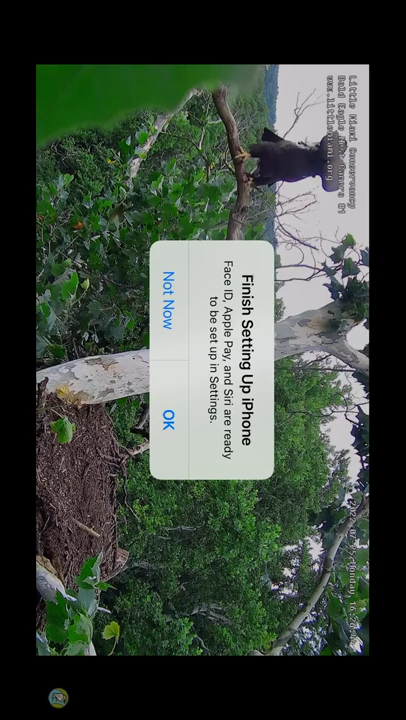 Little Miami Conservancy
Bald Eagle Nest Camera #1
www.littlemiami.org
Finish Setting Up iPhone
Face ID, Apple Pay, and Siri are ready
to be set up in Settings.
Not Now
OK